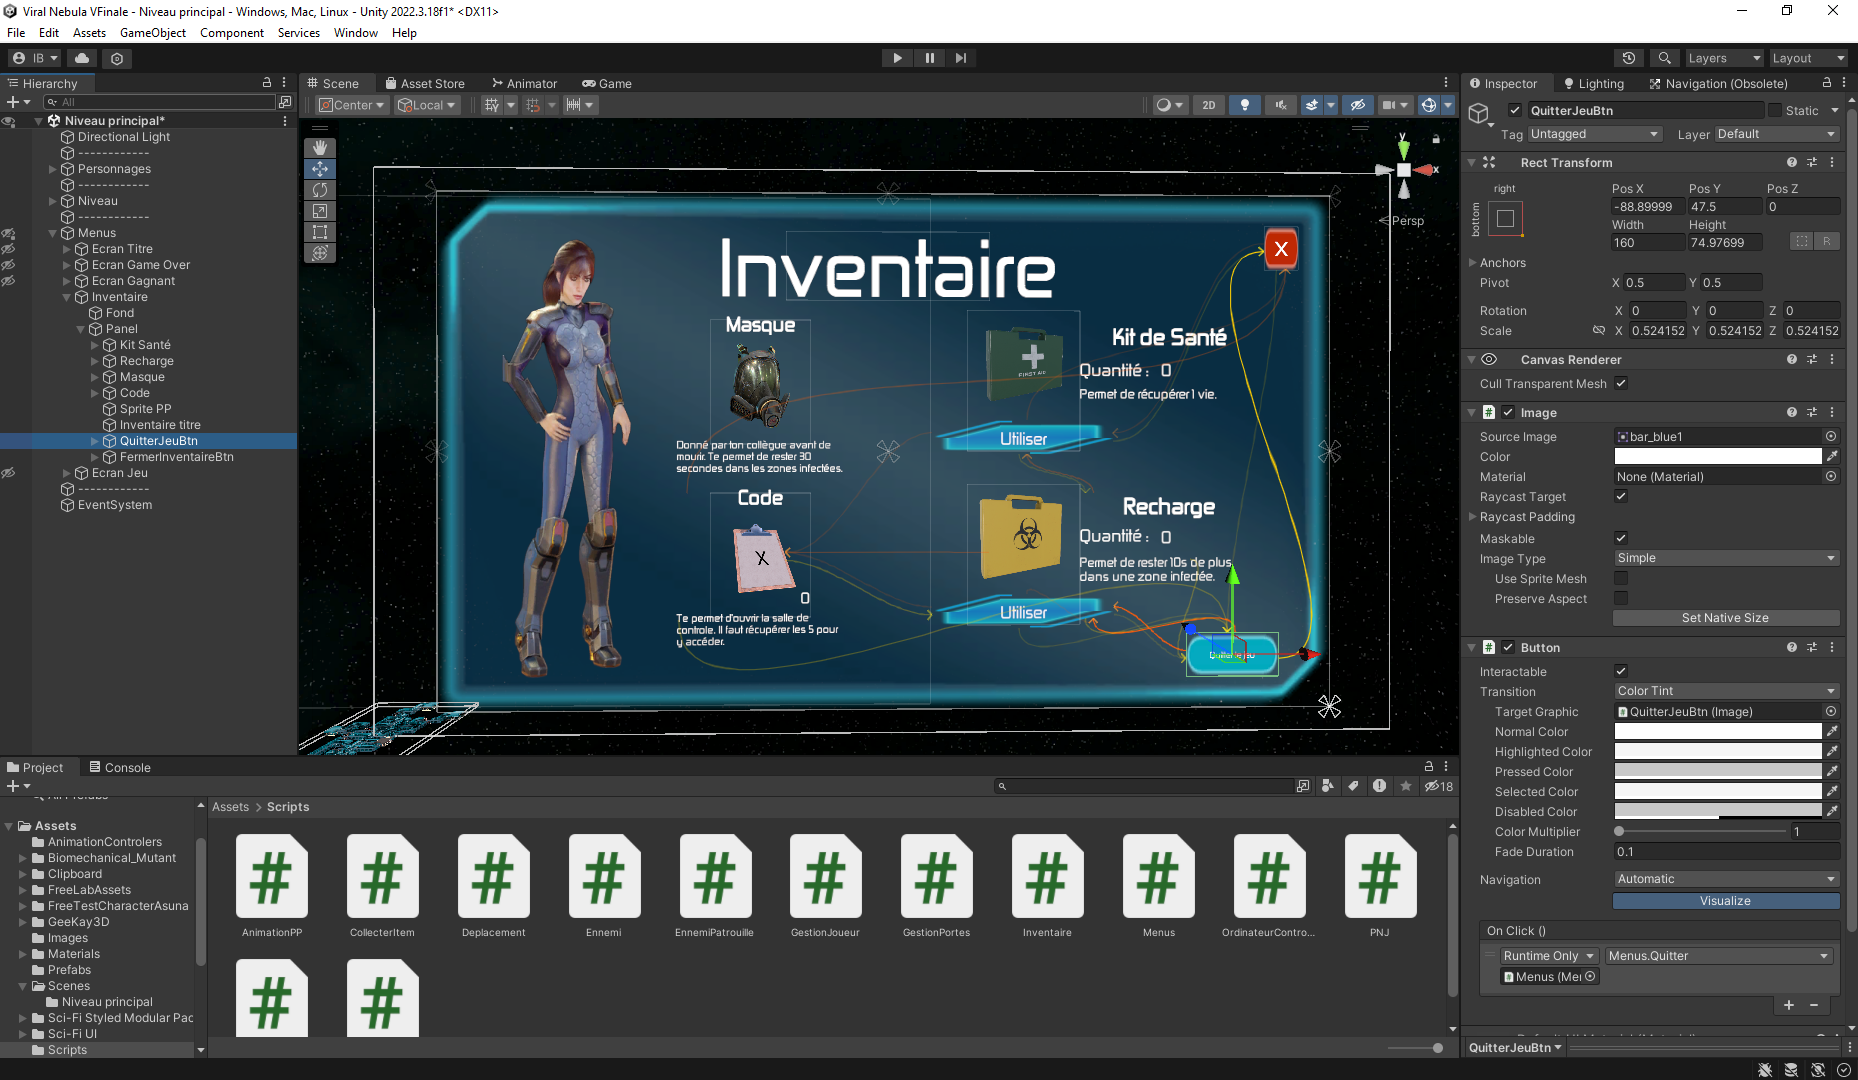 Viral Nebula VFinale - Niveau principal - Windows, Mac, Linux - Unity 2022.3.18f1* <DX11>
File Edit Assets GameObject Component Services Window Help
IB
Layers
Layout
Hierarchy
All
Niveau principal*
Directional Light
------------
Personnages
------------
Niveau
------------
Menus
Ecran Titre
Ecran Game Over
Ecran Gagnant
Inventaire
Fond
Panel
Kit Santé
Recharge
Masque
Code
Sprite PP
Inventaire titre
QuitterJeuBtn
FermerInventaireBtn
Ecran Jeu
------------
EventSystem
Scene
Asset Store
Animator
Game
Center
Local
2D
y
x
Persp
Inventaire
X
Masque
Donné par ton collègue avant de
mourir. Te permet de rester 30
secondes dans les zones infectées.
Code
X
0
Te permet d'ouvrir la salle de
controle. Il faut récupérer les 5 pour
y accéder.
FIRST AID
Kit de Santé
Quantité : 0
Permet de récupérer 1 vie.
Utiliser
Recharge
Quantité : 0
Permet de rester 10s de plus
dans une zone infectée.
Utiliser
Project
Console
18
Assets
AnimationControlers
Biomechanical_Mutant
Clipboard
FreeLabAssets
FreeTestCharacterAsuna
GeeKay3D
Images
Materials
Prefabs
Scenes
Niveau principal
Sci-Fi Styled Modular Pac
Sci-Fi UI
Scripts
Assets > Scripts
AnimationPP
CollecterItem
Deplacement
Ennemi
EnnemiPatrouille
GestionJoueur
GestionPortes
Inventaire
Menus
OrdinateurContro...
PNJ
Inspector
Lighting
Navigation (Obsolete)
QuitterJeuBtn
Static
Tag Untagged
Layer Default
Rect Transform
right
bottom
Pos X Pos Y Pos Z
-88.89999 47.5 0
Width Height
160 74.97699
R
Anchors
Pivot X 0.5 Y 0.5
Rotation X 0 Y 0 Z 0
Scale X 0.524152 Y 0.524152 Z 0.524152
Canvas Renderer
Cull Transparent Mesh
Image
Source Image bar_blue1
Color
Material None (Material)
Raycast Target
Raycast Padding
Maskable
Image Type Simple
Use Sprite Mesh
Preserve Aspect
Set Native Size
Button
Interactable
Transition Color Tint
Target Graphic QuitterJeuBtn (Image)
Normal Color
Highlighted Color
Pressed Color
Selected Color
Disabled Color
Color Multiplier 1
Fade Duration 0.1
Navigation Automatic
Visualize
On Click ()
Runtime Only Menus.Quitter
Menus (Me
QuitterJeuBtn